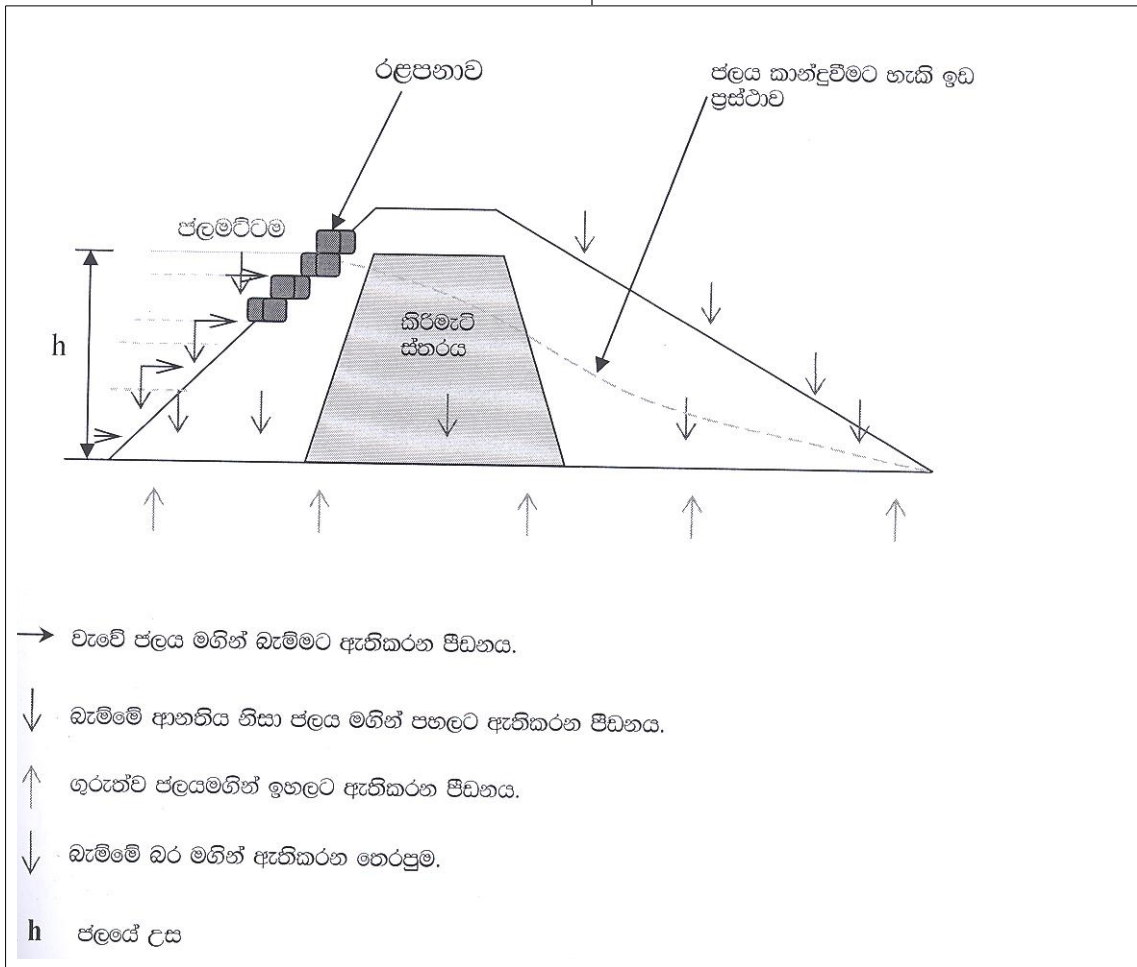 රළපනාව
ජලය කාන්දුවීමට හැකි ඉඩ
ප්‍රස්ථාව
ජලමට්ටම
h
කිරිමැටි
ස්තරය
වැවේ ජලය මගින් බැම්මට ඇතිකරන පීඩනය.
බැම්මේ ආනතිය නිසා ජලය මගින් පහලට ඇතිකරන පීඩනය.
ගුරුත්ව ජලයමගින් ඉහලට ඇතිකරන පීඩනය.
බැම්මේ බර මගින් ඇතිකරන තෙරපුම.
h ජලයේ උස